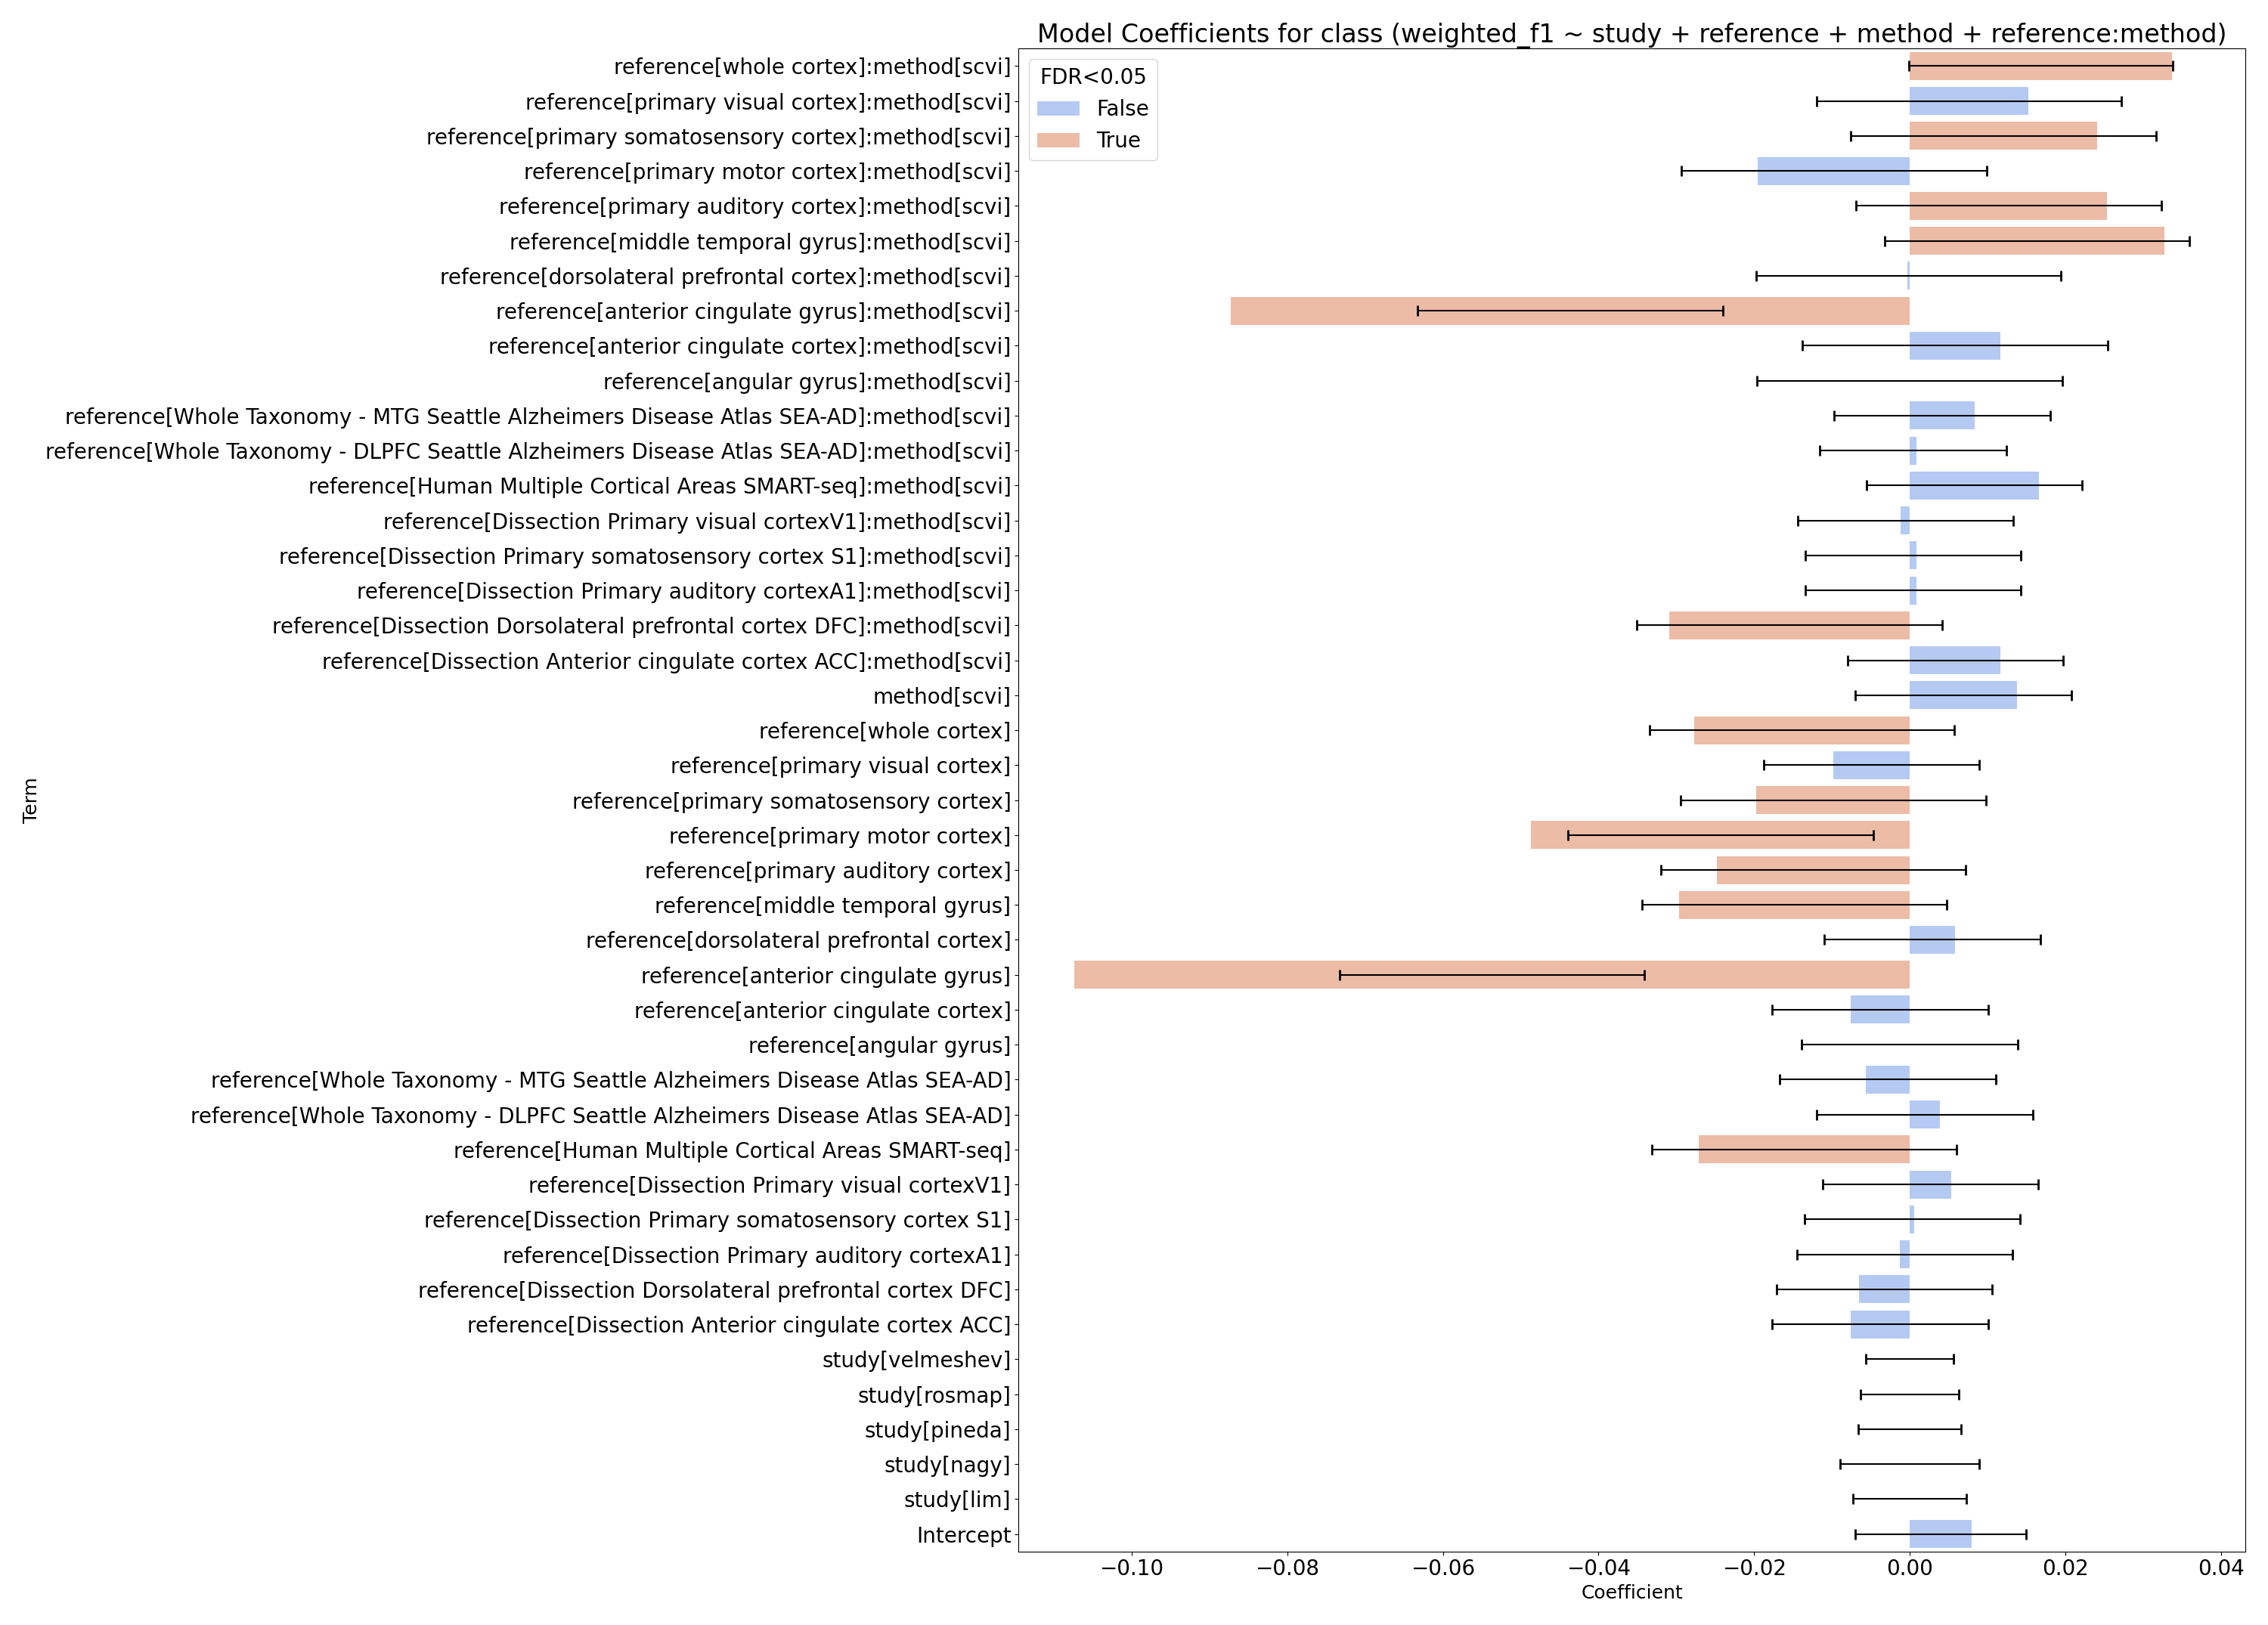 Model Coefficients for class (weighted_f1 ~ study + reference + method + reference:method)
FDR<0.05
False
True
reference[whole cortex]:method[scvi]
reference[primary visual cortex]:method[scvi]
reference[primary somatosensory cortex]:method[scvi]
reference[primary motor cortex]:method[scvi]
reference[primary auditory cortex]:method[scvi]
reference[middle temporal gyrus]:method[scvi]
reference[dorsolateral prefrontal cortex]:method[scvi]
reference[anterior cingulate gyrus]:method[scvi]
reference[anterior cingulate cortex]:method[scvi]
reference[angular gyrus]:method[scvi]
reference[Whole Taxonomy - MTG Seattle Alzheimers Disease Atlas SEA-AD]:method[scvi]
reference[Whole Taxonomy - DLPFC Seattle Alzheimers Disease Atlas SEA-AD]:method[scvi]
reference[Human Multiple Cortical Areas SMART-seq]:method[scvi]
reference[Dissection Primary visual cortexV1]:method[scvi]
reference[Dissection Primary somatosensory cortex S1]:method[scvi]
reference[Dissection Primary auditory cortexA1]:method[scvi]
reference[Dissection Dorsolateral prefrontal cortex DFC]:method[scvi]
reference[Dissection Anterior cingulate cortex ACC]:method[scvi]
method[scvi]
reference[whole cortex]
reference[primary visual cortex]
reference[primary somatosensory cortex]
reference[primary motor cortex]
reference[primary auditory cortex]
reference[middle temporal gyrus]
reference[dorsolateral prefrontal cortex]
reference[anterior cingulate gyrus]
reference[anterior cingulate cortex]
reference[angular gyrus]
reference[Whole Taxonomy - MTG Seattle Alzheimers Disease Atlas SEA-AD]
reference[Whole Taxonomy - DLPFC Seattle Alzheimers Disease Atlas SEA-AD]
reference[Human Multiple Cortical Areas SMART-seq]
reference[Dissection Primary visual cortexV1]
reference[Dissection Primary somatosensory cortex S1]
reference[Dissection Primary auditory cortexA1]
reference[Dissection Dorsolateral prefrontal cortex DFC]
reference[Dissection Anterior cingulate cortex ACC]
study[velmeshev]
study[rosmap]
study[pineda]
study[nagy]
study[lim]
Intercept
Term
−0.10 −0.08 −0.06 −0.04 −0.02 0.00 0.02 0.04
Coefficient